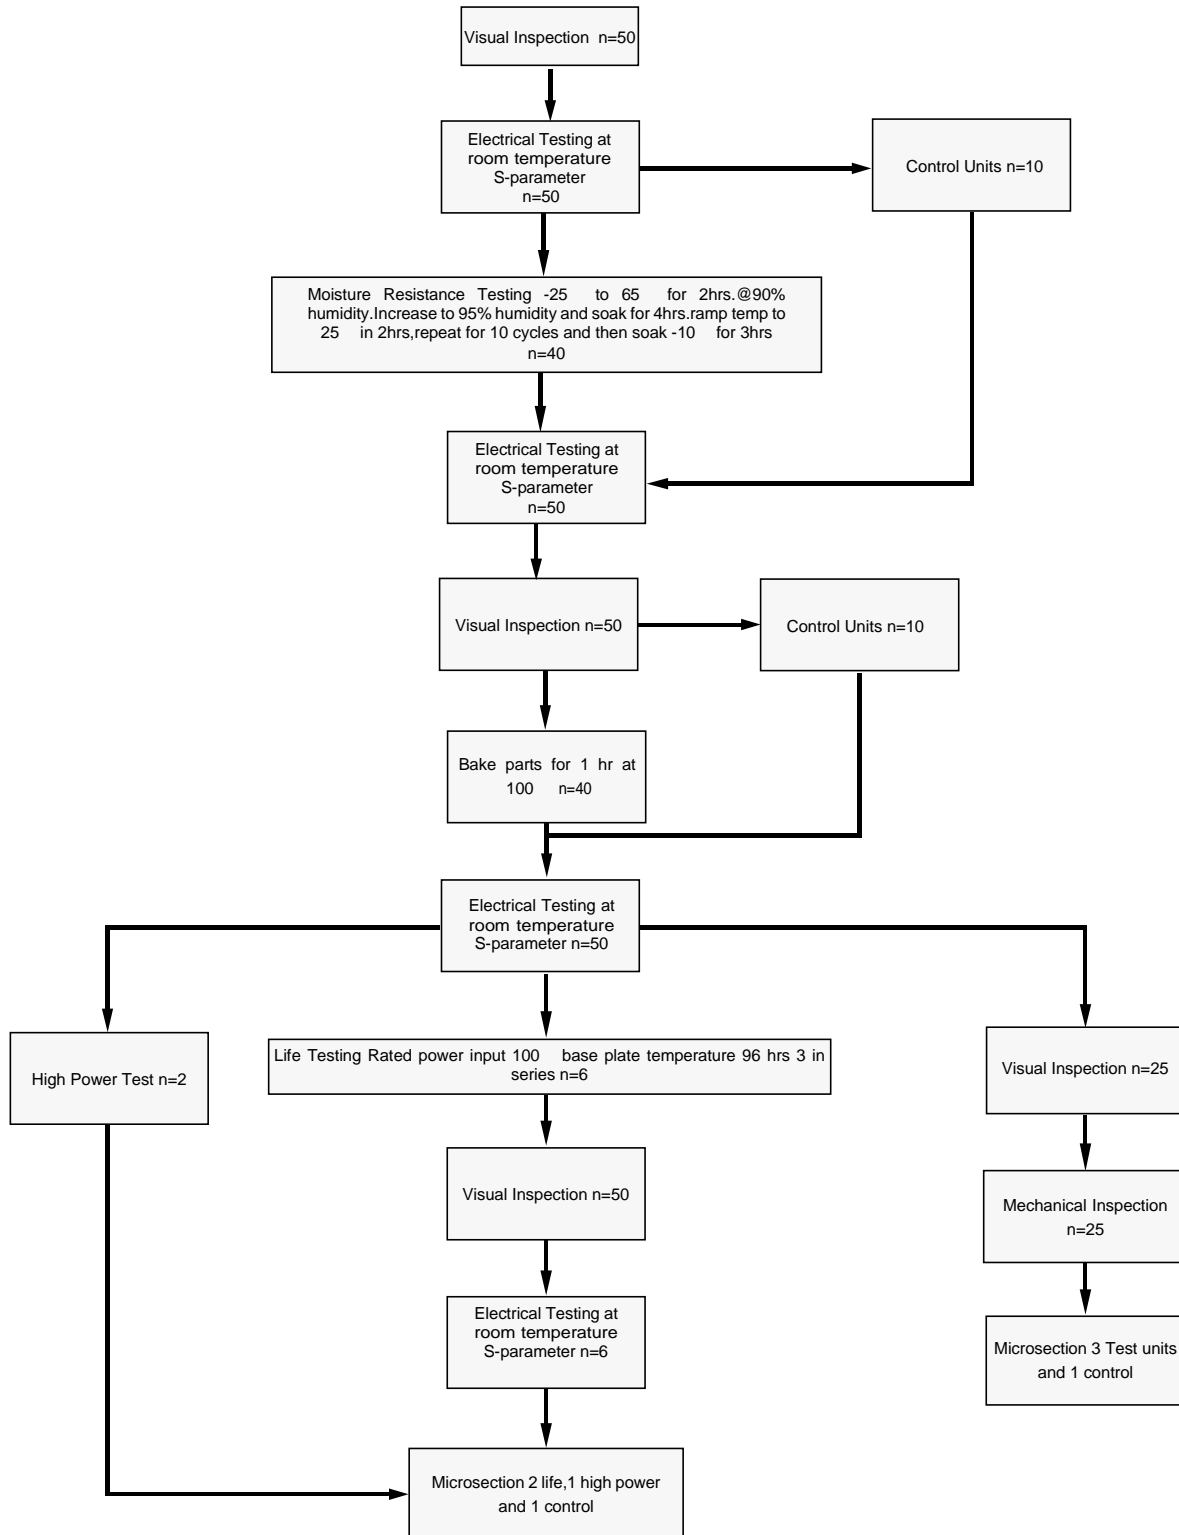 Visual Inspection n=50
Electrical Testing at
room temperature
S-parameter
n=50
Control Units n=10
Moisture Resistance Testing -25 to 65 for 2hrs.@90%
humidity.Increase to 95% humidity and soak for 4hrs.ramp temp to
25 in 2hrs,repeat for 10 cycles and then soak -10 for 3hrs
n=40
Electrical Testing at
room temperature
S-parameter
n=50
Visual Inspection n=50
Control Units n=10
Bake parts for 1 hr at
100 n=40
Electrical Testing at
room temperature
S-parameter n=50
High Power Test n=2
Life Testing Rated power input 100 base plate temperature 96 hrs 3 in
series n=6
Visual Inspection n=25
Visual Inspection n=50
Mechanical Inspection
n=25
Electrical Testing at
room temperature
S-parameter n=6
Microsection 3 Test units
and 1 control
Microsection 2 life,1 high power
and 1 control